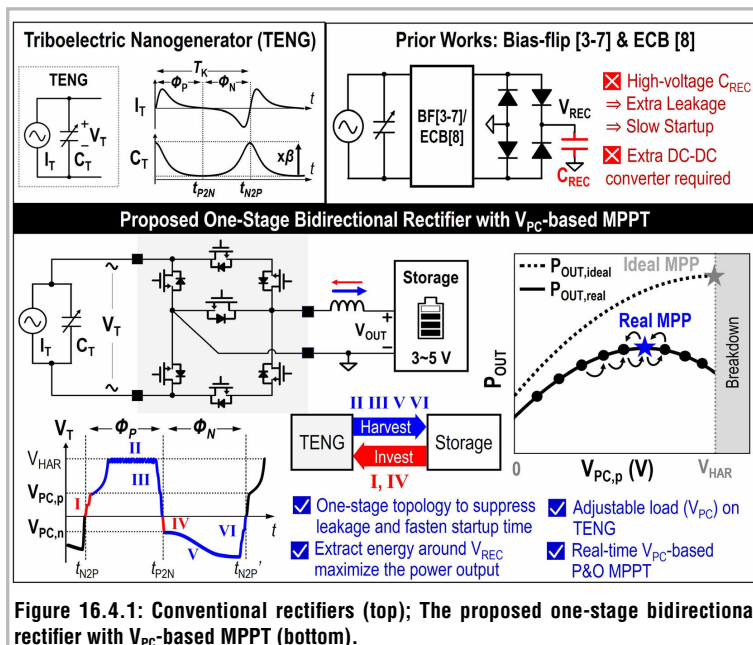 Triboelectric Nanogenerator (TENG)
TENG
I_T
C_T
+
V_T
−
T_K
Φ_P
Φ_N
I_T
t
C_T
xβ
t
t_P2N
t_N2P
Prior Works: Bias-flip [3-7] & ECB [8]
BF[3-7]/
ECB[8]
V_REC
C_REC
High-voltage C_REC
⇒ Extra Leakage
⇒ Slow Startup
Extra DC-DC
converter required
Proposed One-Stage Bidirectional Rectifier with V_PC-based MPPT
~
I_T
C_T
V_T
~
V_OUT
+
−
Storage
3~5 V
P_OUT,ideal
P_OUT,real
Ideal MPP
Real MPP
Breakdown
P_OUT
0
V_PC,p (V)
V_HAR
V_T
Φ_P
Φ_N
V_HAR
V_PC,p
V_PC,n
I
II
III
IV
V
VI
t
t_N2P
t_P2N
t_N2P'
II III V VI
TENG
Harvest
Invest
Storage
I, IV
One-stage topology to suppress
leakage and fasten startup time
Extract energy around V_REC
maximize the power output
Adjustable load (V_PC) on
TENG
Real-time V_PC-based
P&O MPPT
Figure 16.4.1: Conventional rectifiers (top); The proposed one-stage bidirectiona
rectifier with V_PC-based MPPT (bottom).